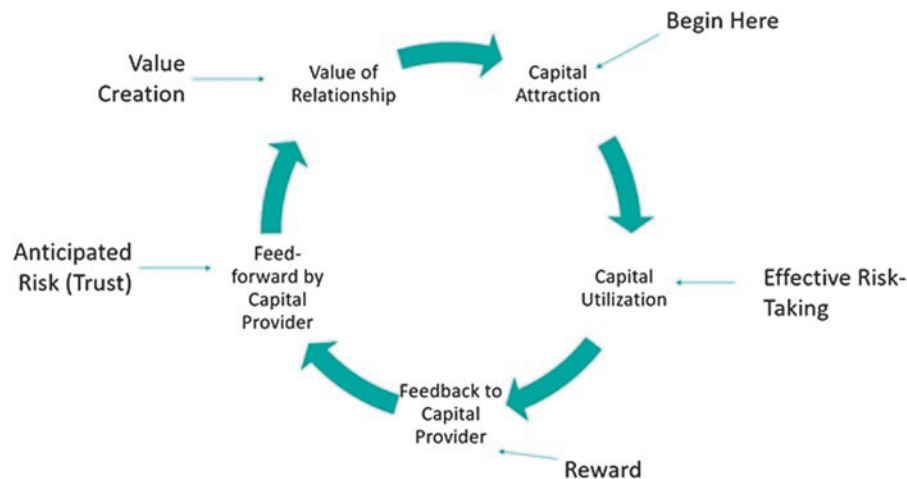 Begin Here
Value
Creation
Value of
Relationship
Capital
Attraction
Anticipated
Risk (Trust)
Feed-
forward by
Capital
Provider
Capital
Utilization
Effective Risk-
Taking
Feedback to
Capital
Provider
Reward